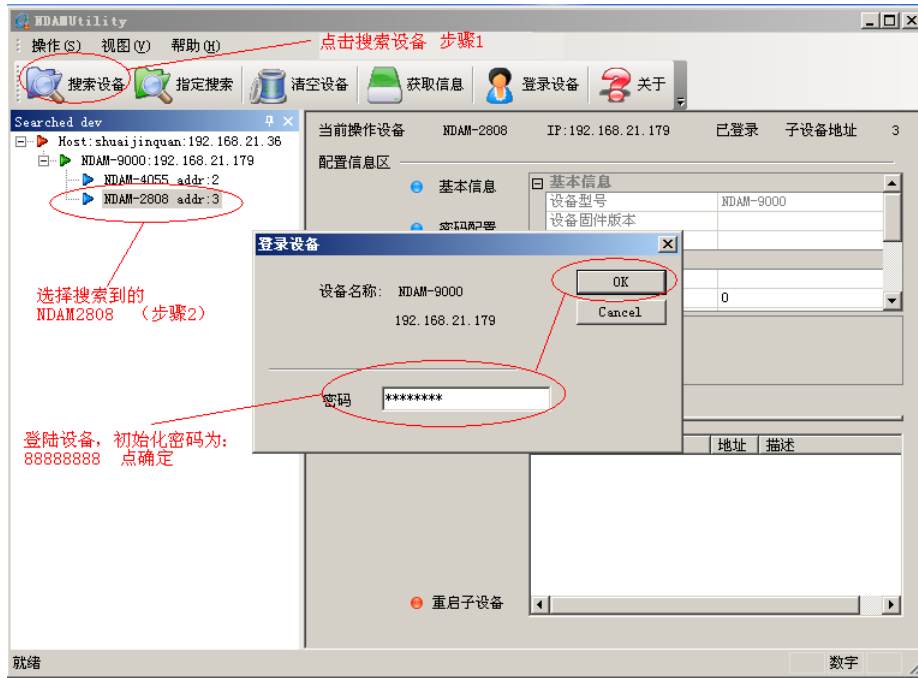 NDAMUtility
操作(S) 视图(V) 帮助(H)
点击搜索设备 步骤1
搜索设备 指定搜索 清空设备 获取信息 登录设备 关于
Searched dev
Host:shuaijinquan:192.168.21.36
NDAM-9000:192.168.21.179
NDAM-4055 addr:2
NDAM-2808 addr:3
选择搜索到的
NDAM2808 （步骤2）
登陆设备，初始化密码为:
88888888 点确定
当前操作设备 NDAM-2808 IP:192.168.21.179 已登录 子设备地址 3
配置信息区
基本信息
密码配置
基本信息
设备型号 NDAM-9000
设备固件版本
0
登录设备
设备名称: NDAM-9000
192.168.21.179
OK
Cancel
密码 ********
地址 描述
重启子设备
就绪 数字